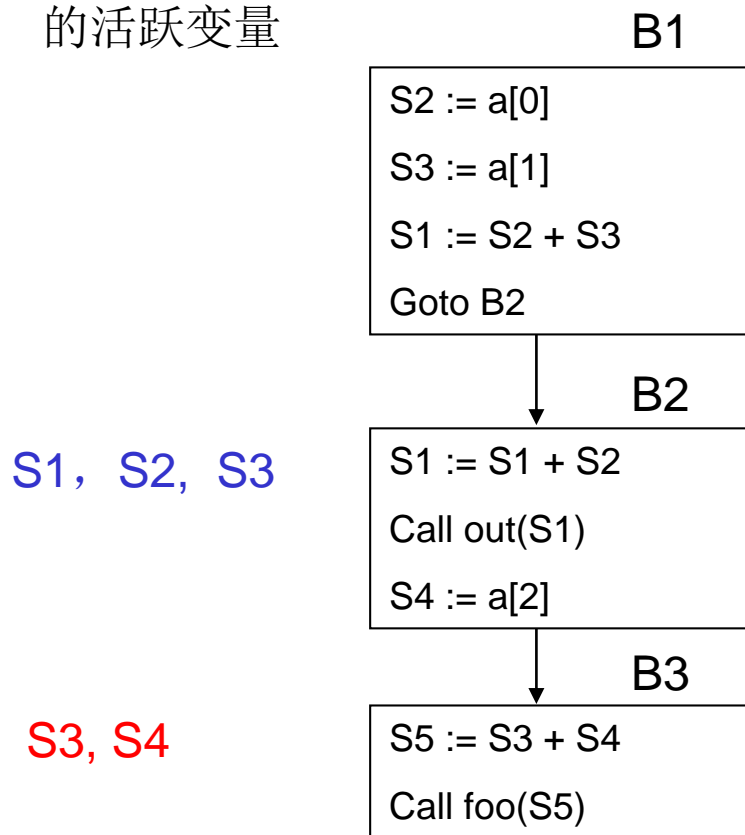 的活跃变量
B1
S2 := a[0]
S3 := a[1]
S1 := S2 + S3
Goto B2
B2
S1，S2, S3
S1 := S1 + S2
Call out(S1)
S4 := a[2]
B3
S3, S4
S5 := S3 + S4
Call foo(S5)